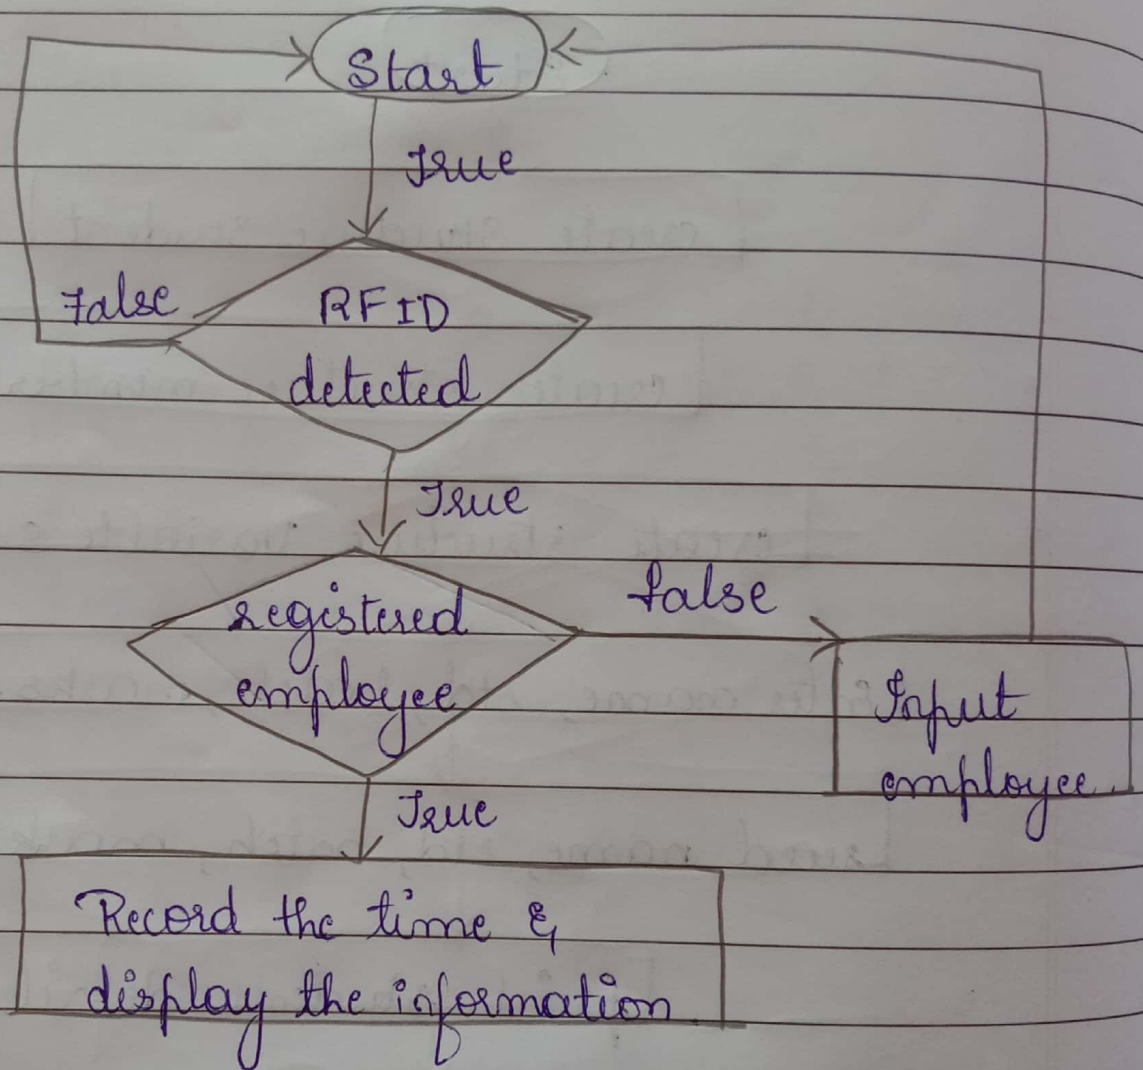 Start
True
False
RFID
detected
True
registered
employee
false
Input
employee.
True
Record the time &
display the information